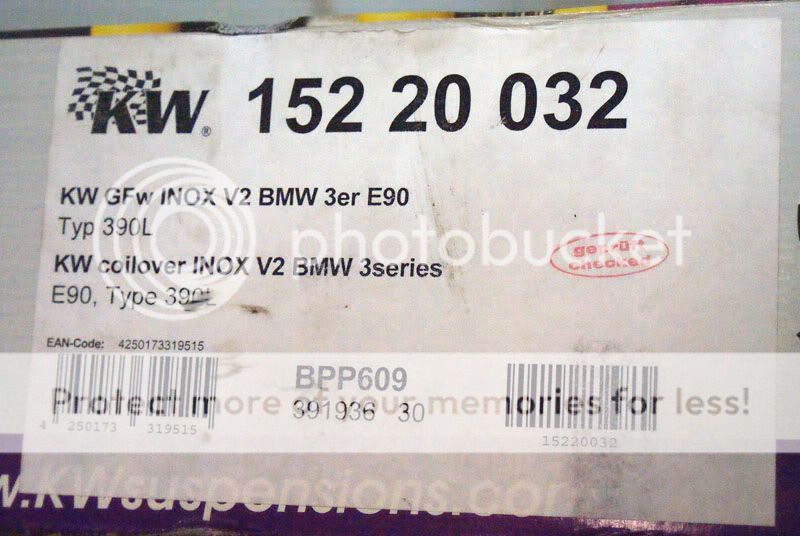 KW® 152 20 032
KW GFw INOX V2 BMW 3er E90
Typ 390L
KW coilover INOX V2 BMW 3series
E90, Type 390L
geprüft
checked
photobucket
EAN-Code: 4250173319515
BPP609
391936 30
Protect more of your memories for less!
4 250173 319515
15220032
w.KWsuspensions.com